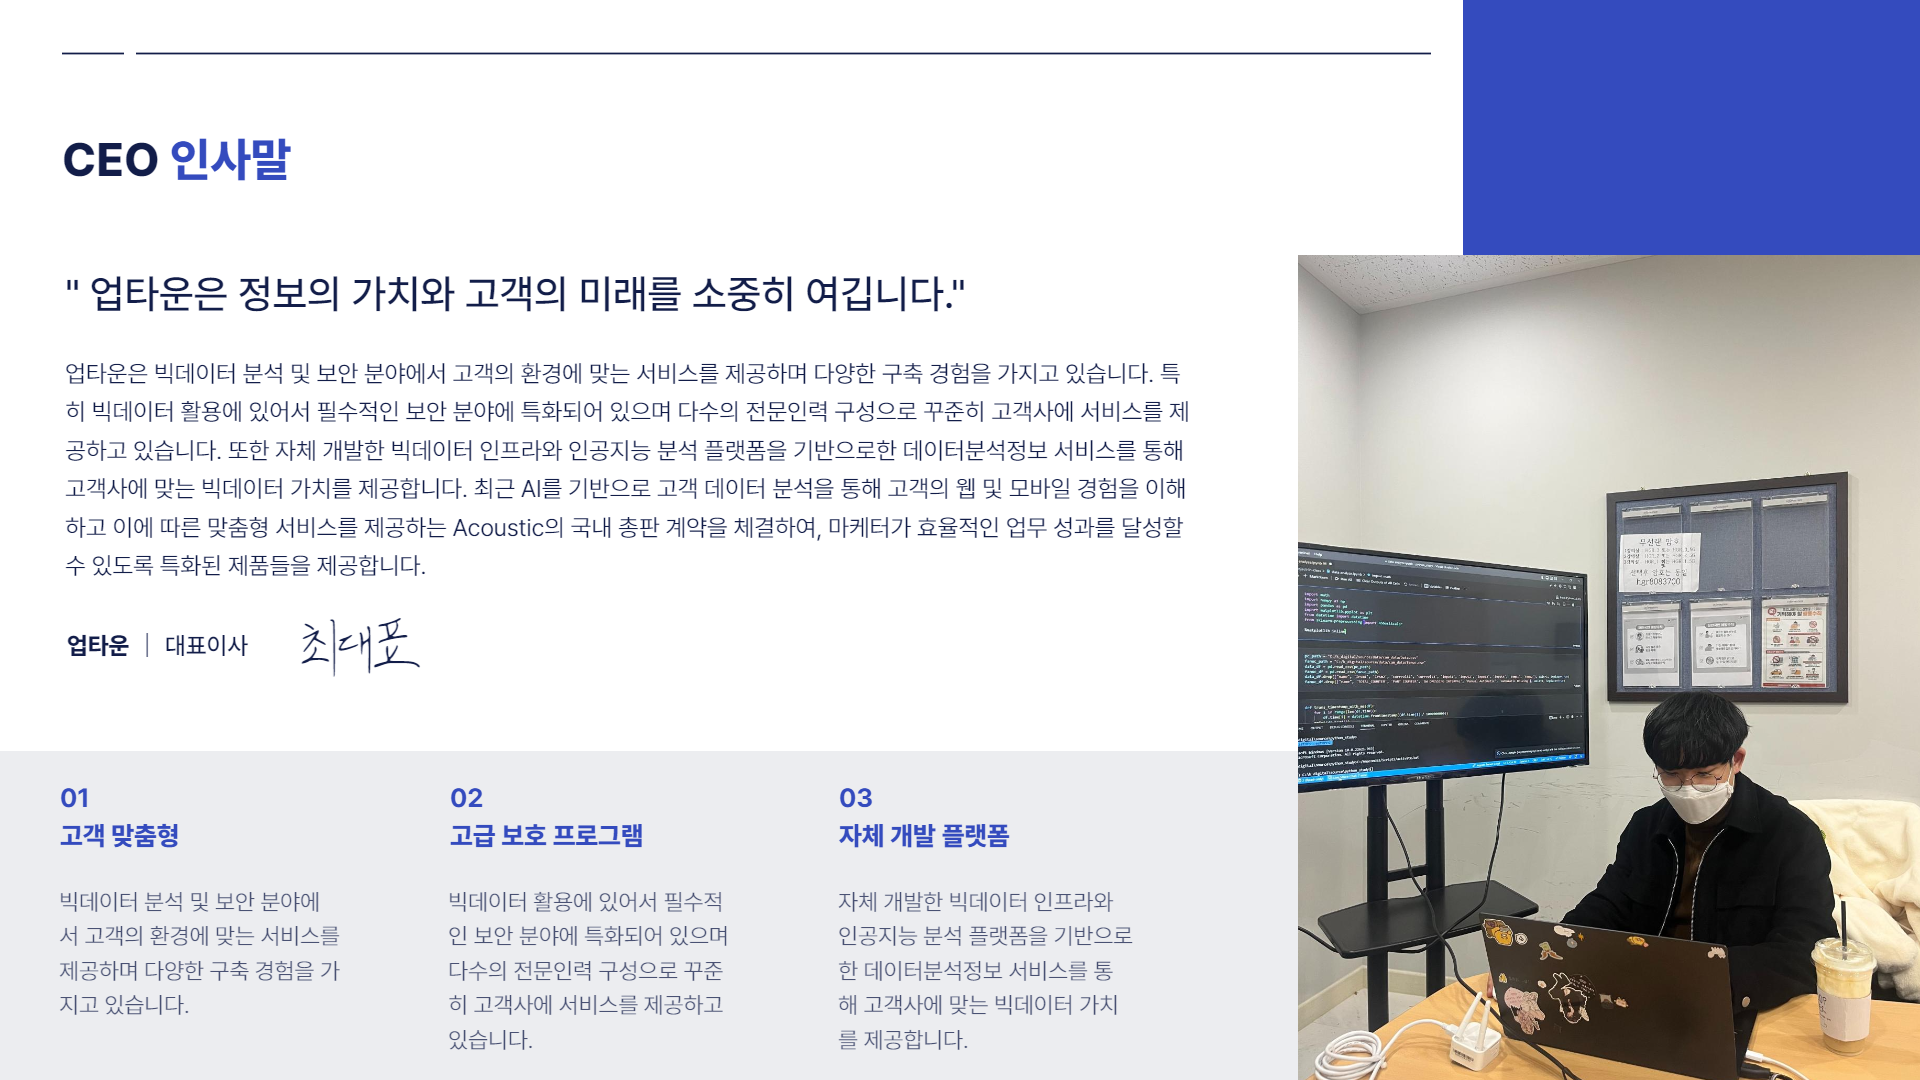 CEO 인사말
" 업타운은 정보의 가치와 고객의 미래를 소중히 여깁니다."
업타운은 빅데이터 분석 및 보안 분야에서 고객의 환경에 맞는 서비스를 제공하며 다양한 구축 경험을 가지고 있습니다. 특
히 빅데이터 활용에 있어서 필수적인 보안 분야에 특화되어 있으며 다수의 전문인력 구성으로 꾸준히 고객사에 서비스를 제
공하고 있습니다. 또한 자체 개발한 빅데이터 인프라와 인공지능 분석 플랫폼을 기반으로한 데이터분석정보 서비스를 통해
고객사에 맞는 빅데이터 가치를 제공합니다. 최근 AI를 기반으로 고객 데이터 분석을 통해 고객의 웹 및 모바일 경험을 이해
하고 이에 따른 맞춤형 서비스를 제공하는 Acoustic의 국내 총판 계약을 체결하여, 마케터가 효율적인 업무 성과를 달성할
수 있도록 특화된 제품들을 제공합니다.
업타운 | 대표이사 최대표
01
고객 맞춤형
빅데이터 분석 및 보안 분야에
서 고객의 환경에 맞는 서비스를
제공하며 다양한 구축 경험을 가
지고 있습니다.
02
고급 보호 프로그램
빅데이터 활용에 있어서 필수적
인 보안 분야에 특화되어 있으며
다수의 전문인력 구성으로 꾸준
히 고객사에 서비스를 제공하고
있습니다.
03
자체 개발 플랫폼
자체 개발한 빅데이터 인프라와
인공지능 분석 플랫폼을 기반으로
한 데이터분석정보 서비스를 통
해 고객사에 맞는 빅데이터 가치
를 제공합니다.
무선랜 암호